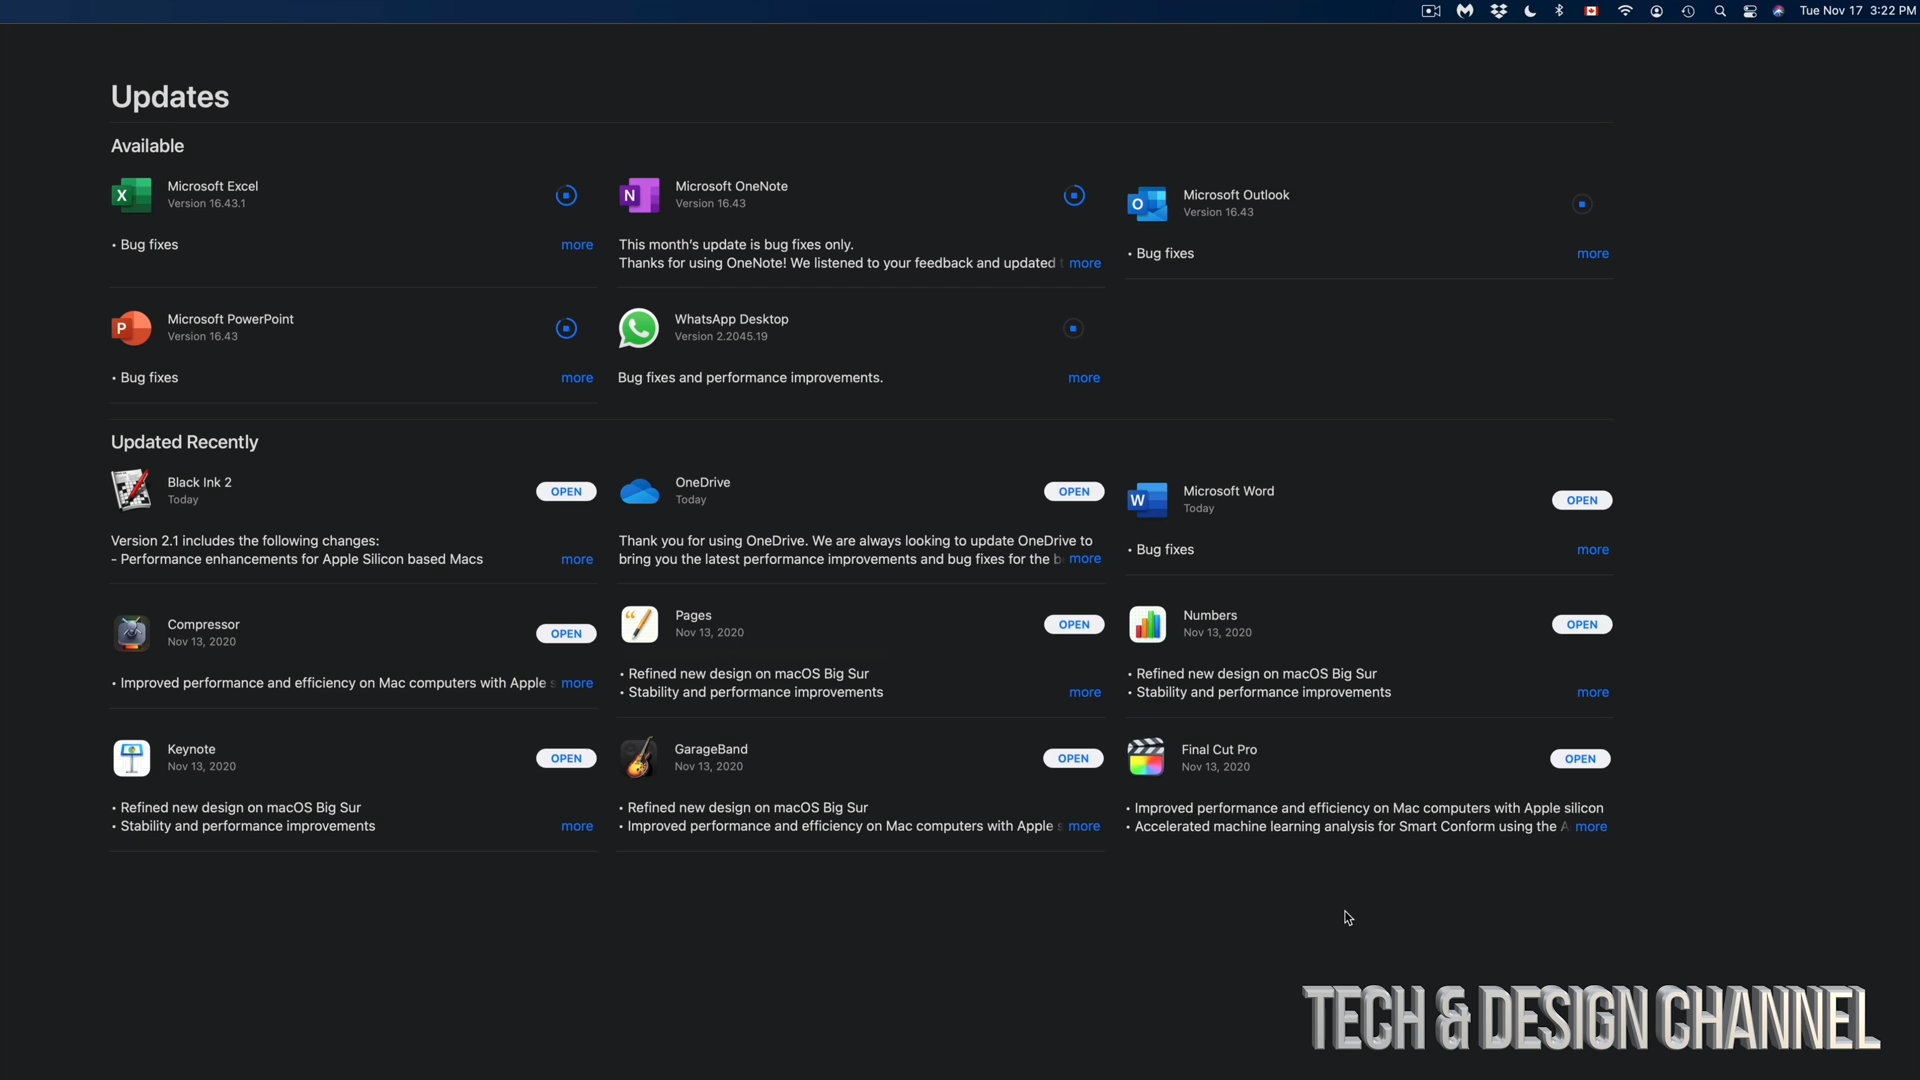 Tue Nov 17 3:22 PM
Updates
Available
Microsoft Excel
Version 16.43.1
• Bug fixes
more
Microsoft OneNote
Version 16.43
This month's update is bug fixes only.
Thanks for using OneNote! We listened to your feedback and updated
more
Microsoft Outlook
Version 16.43
• Bug fixes
more
Microsoft PowerPoint
Version 16.43
• Bug fixes
more
WhatsApp Desktop
Version 2.2045.19
Bug fixes and performance improvements.
more
Updated Recently
Black Ink 2
Today
OPEN
Version 2.1 includes the following changes:
- Performance enhancements for Apple Silicon based Macs
more
OneDrive
Today
OPEN
Thank you for using OneDrive. We are always looking to update OneDrive to
bring you the latest performance improvements and bug fixes for the b
more
Microsoft Word
Today
OPEN
• Bug fixes
more
Compressor
Nov 13, 2020
OPEN
• Improved performance and efficiency on Mac computers with Apple s
more
Pages
Nov 13, 2020
OPEN
• Refined new design on macOS Big Sur
• Stability and performance improvements
more
Numbers
Nov 13, 2020
OPEN
• Refined new design on macOS Big Sur
• Stability and performance improvements
more
Keynote
Nov 13, 2020
OPEN
• Refined new design on macOS Big Sur
• Stability and performance improvements
more
GarageBand
Nov 13, 2020
OPEN
• Refined new design on macOS Big Sur
• Improved performance and efficiency on Mac computers with Apple s
more
Final Cut Pro
Nov 13, 2020
OPEN
• Improved performance and efficiency on Mac computers with Apple silicon
• Accelerated machine learning analysis for Smart Conform using the A
more
TECH & DESIGN CHANNEL